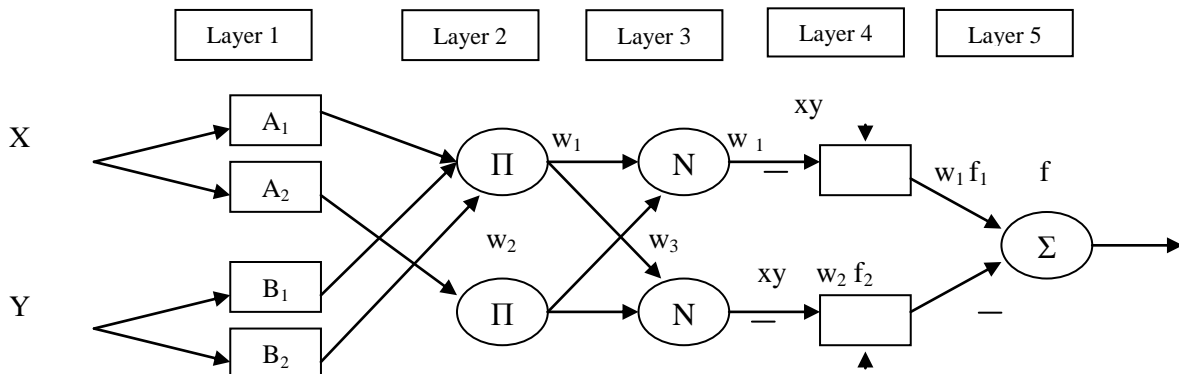 Layer 1 Layer 2 Layer 3 Layer 4 Layer 5
xy
X A₁ Π w₁ N w ₁ w₁ f₁ f
A₂
w₂ w₃ Σ
Y B₁ Π N xy w₂ f₂
B₂